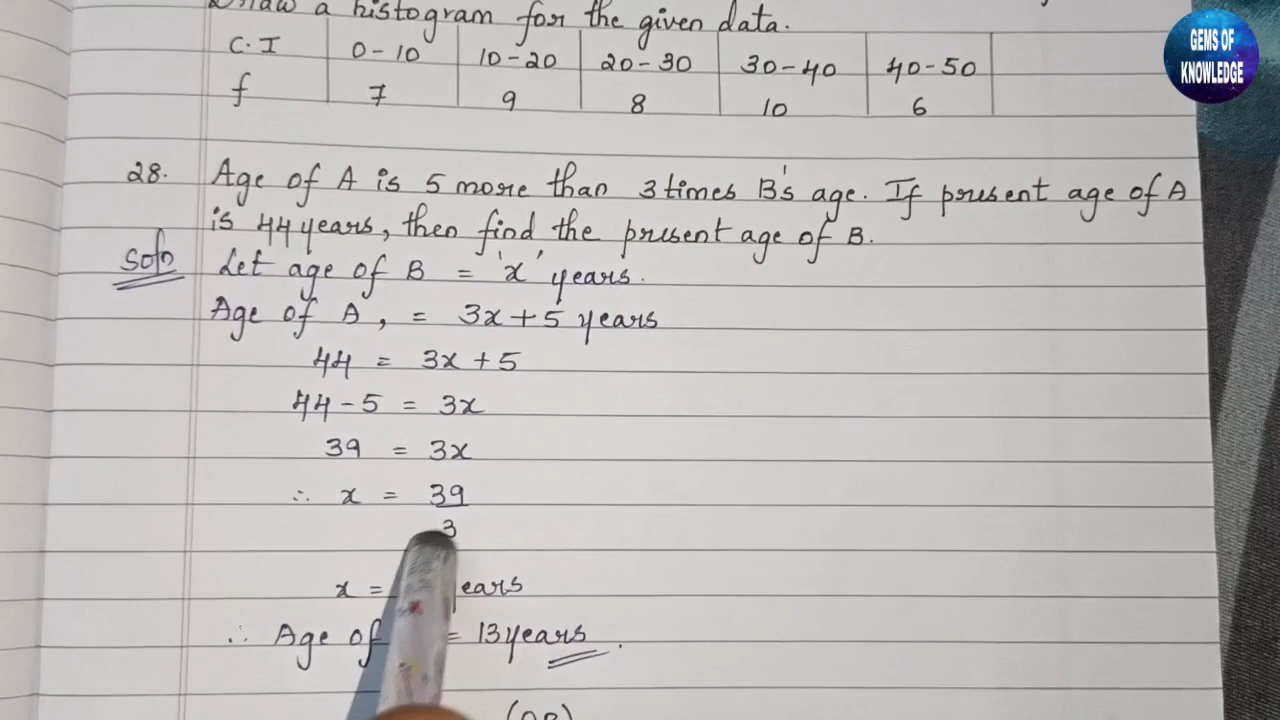 Draw a histogram for the given data.
C.I 0-10 10-20 20-30 30-40 40-50
f 7 9 8 10 6
28. Age of A is 5 more than 3 times B's age. If present age of A
is 44 years, then find the present age of B.
Soln Let age of B = 'x' years.
Age of A, = 3x+5 years
44 = 3x + 5
44-5 = 3x
39 = 3x
∴ x = 39
3
x =
∴ Age of = 13 years.
(OR)
GEMS OF
KNOWLEDGE